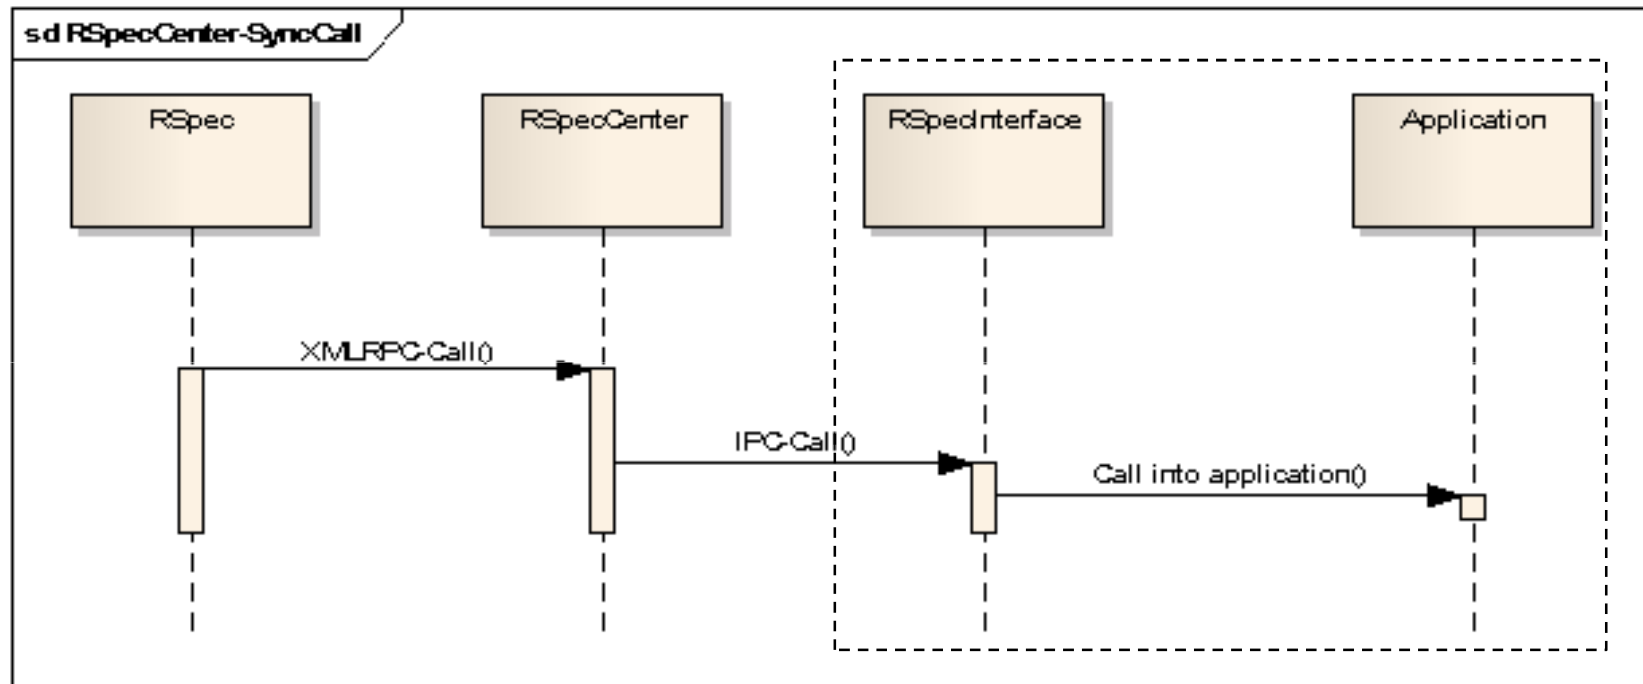 sd RSpecCenter-SyncCall
RSpec
RSpecCenter
RSpecInterface
Application
XMLRPC-Call()
IPC-Call()
Call into application()